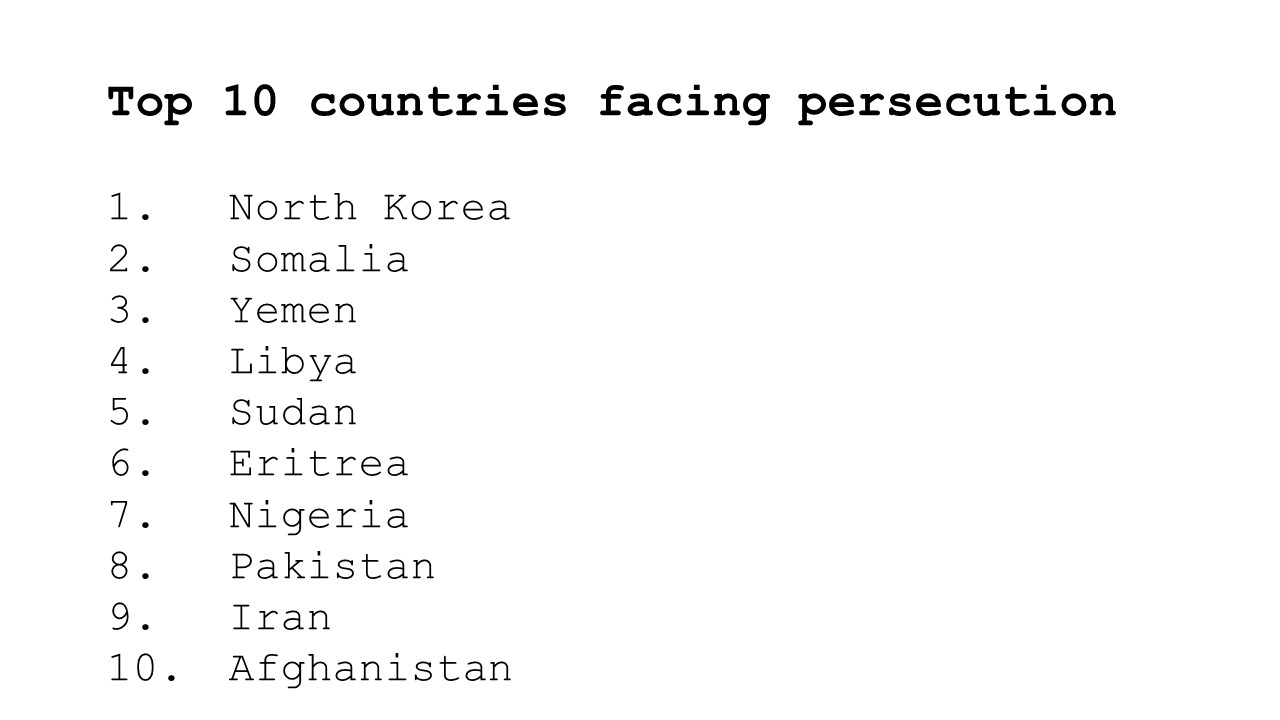 Top 10 countries facing persecution
1. North Korea
2. Somalia
3. Yemen
4. Libya
5. Sudan
6. Eritrea
7. Nigeria
8. Pakistan
9. Iran
10. Afghanistan